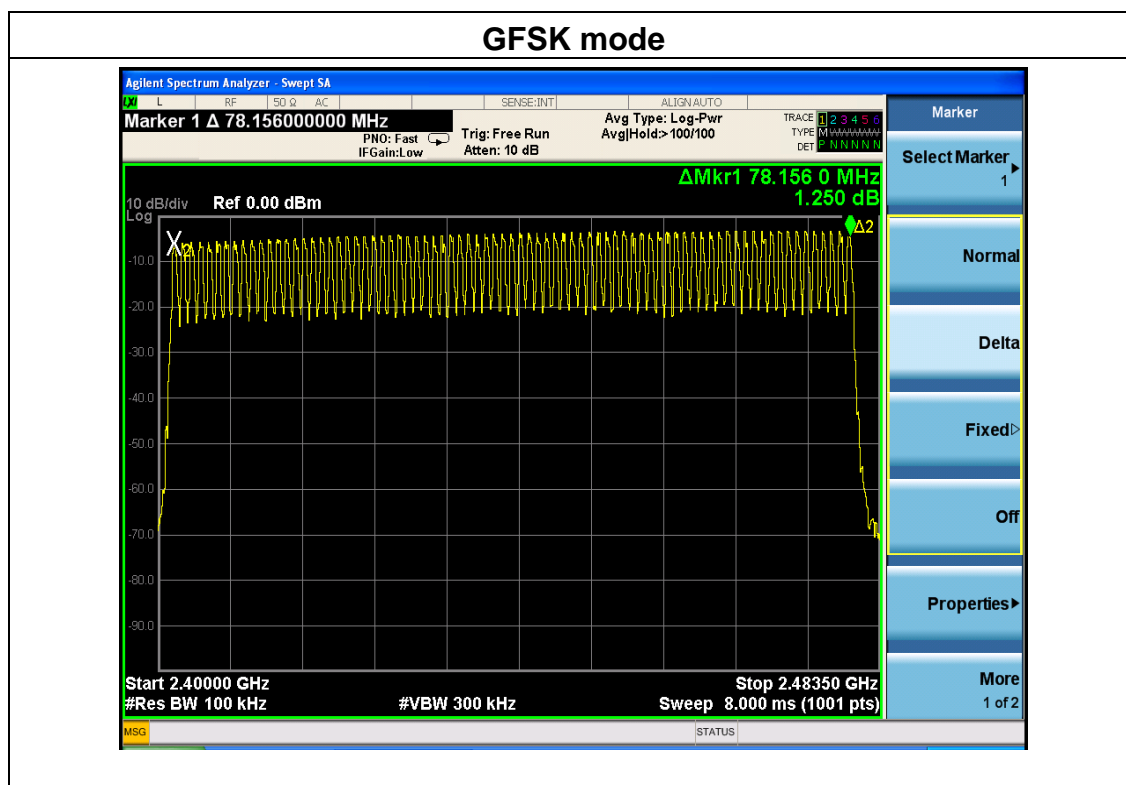 GFSK mode
Agilent Spectrum Analyzer - Swept SA
LXI L RF 50 Ω AC SENSE:INT ALIGN AUTO
Marker 1 Δ 78.156000000 MHz
PNO: Fast
IFGain:Low
Trig: Free Run
Atten: 10 dB
Avg Type: Log-Pwr
Avg|Hold:>100/100
TRACE 1 2 3 4 5 6
TYPE M
DET P N N N N N
ΔMkr1 78.156 0 MHz
1.250 dB
10 dB/div Ref 0.00 dBm
Log
X2
Δ2
-10.0
-20.0
-30.0
-40.0
-50.0
-60.0
-70.0
-80.0
-90.0
Start 2.40000 GHz Stop 2.48350 GHz
#Res BW 100 kHz #VBW 300 kHz Sweep 8.000 ms (1001 pts)
MSG STATUS
Marker
Select Marker
1
Normal
Delta
Fixed
Off
Properties
More
1 of 2